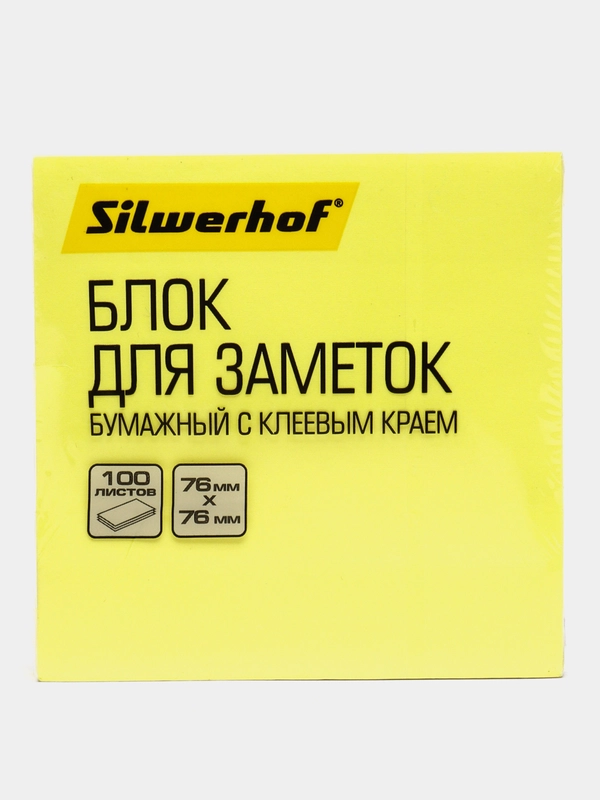 Silwerhof®
БЛОК
ДЛЯ ЗАМЕТОК
БУМАЖНЫЙ С КЛЕЕВЫМ КРАЕМ
100
ЛИСТОВ
76 мм
X
76 мм